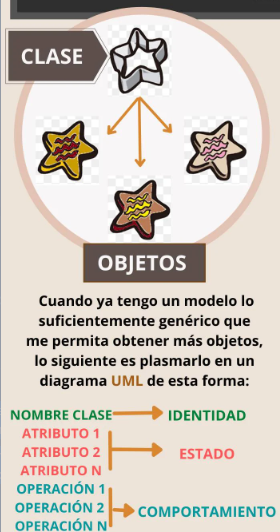 CLASE
OBJETOS
Cuando ya tengo un modelo lo
suficientemente genérico que
me permita obtener más objetos,
lo siguiente es plasmarlo en un
diagrama UML de esta forma:
NOMBRE CLASE IDENTIDAD
ATRIBUTO 1
ATRIBUTO 2 ESTADO
ATRIBUTO N
OPERACIÓN 1
OPERACIÓN 2 COMPORTAMIENTO
OPERACIÓN N